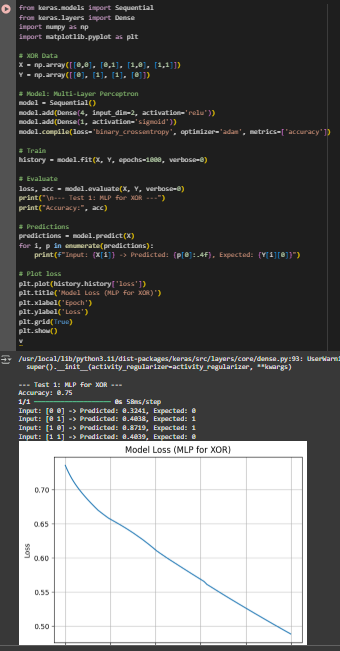 from keras.models import Sequential
from keras.layers import Dense
import numpy as np
import matplotlib.pyplot as plt
# XOR Data
X = np.array([[0,0], [0,1], [1,0], [1,1]])
Y = np.array([[0], [1], [1], [0]])
# Model: Multi-Layer Perceptron
model = Sequential()
model.add(Dense(4, input_dim=2, activation='relu'))
model.add(Dense(1, activation='sigmoid'))
model.compile(loss='binary_crossentropy', optimizer='adam', metrics=['accuracy'])
# Train
history = model.fit(X, Y, epochs=1000, verbose=0)
# Evaluate
loss, acc = model.evaluate(X, Y, verbose=0)
print("\n--- Test 1: MLP for XOR ---")
print("Accuracy:", acc)
# Predictions
predictions = model.predict(X)
for i, p in enumerate(predictions):
    print(f"Input: {X[i]} -> Predicted: {p[0]:.4f}, Expected: {Y[i][0]}")
# Plot loss
plt.plot(history.history['loss'])
plt.title('Model Loss (MLP for XOR)')
plt.xlabel('Epoch')
plt.ylabel('Loss')
plt.grid(True)
plt.show()
v
/usr/local/lib/python3.11/dist-packages/keras/src/layers/core/dense.py:93: UserWarni
super().__init__(activity_regularizer=activity_regularizer, **kwargs)
--- Test 1: MLP for XOR ---
Accuracy: 0.75
1/1 ━━━━━━━━━━━━━━━━━━━━ 0s 58ms/step
Input: [0 0] -> Predicted: 0.3241, Expected: 0
Input: [0 1] -> Predicted: 0.4038, Expected: 1
Input: [1 0] -> Predicted: 0.8719, Expected: 1
Input: [1 1] -> Predicted: 0.4039, Expected: 0
Model Loss (MLP for XOR)
0.70
0.65
0.60
0.55
0.50
Loss